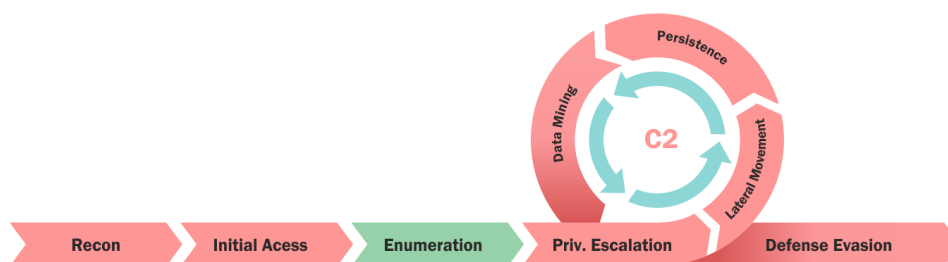 Persistence
Data Mining
C2
Lateral Movement
Recon
Initial Acess
Enumeration
Priv. Escalation
Defense Evasion